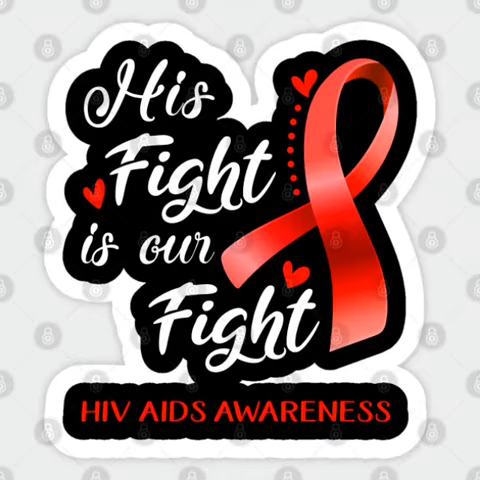 His
Fight
is our
Fight
HIV AIDS AWARENESS